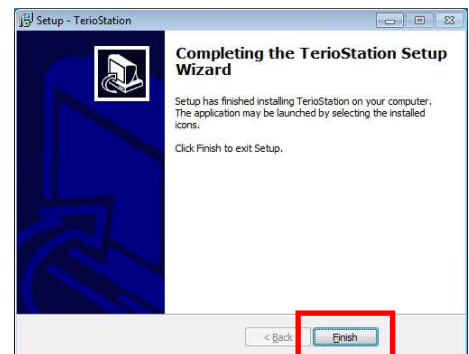 Setup - TerioStation
Completing the TerioStation Setup
Wizard
Setup has finished installing TerioStation on your computer.
The application may be launched by selecting the installed
icons.
Click Finish to exit Setup.
< Back
Finish